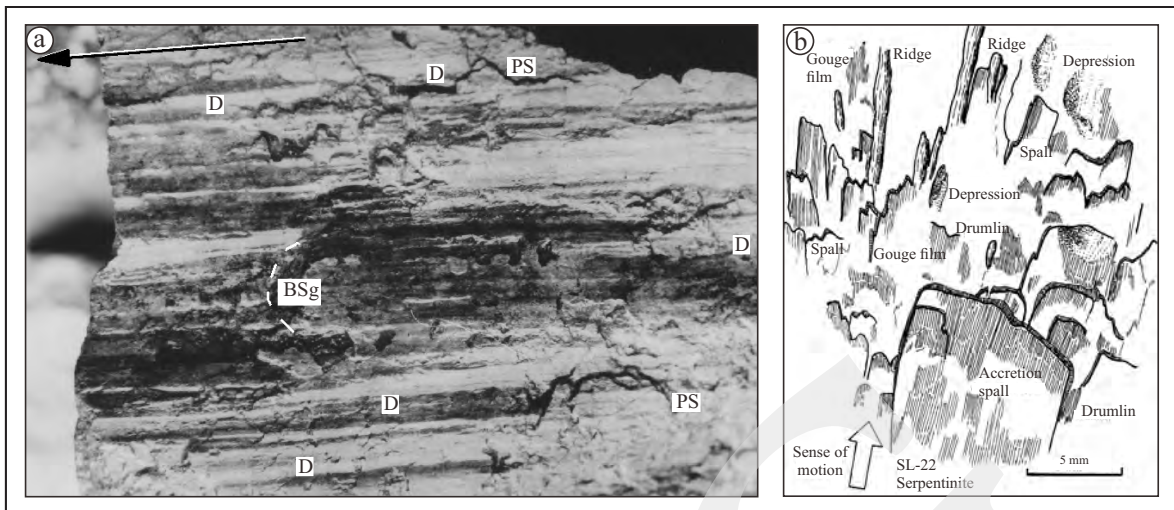 a
D
PS
D
D
BSg
D
PS
D
b
Gouge
film
Ridge
Ridge
Depression
Spall
Depression
Drumlin
Spall
Gouge film
Accretion
spall
Drumlin
Sense of
motion
SL-22
Serpentinite
5 mm